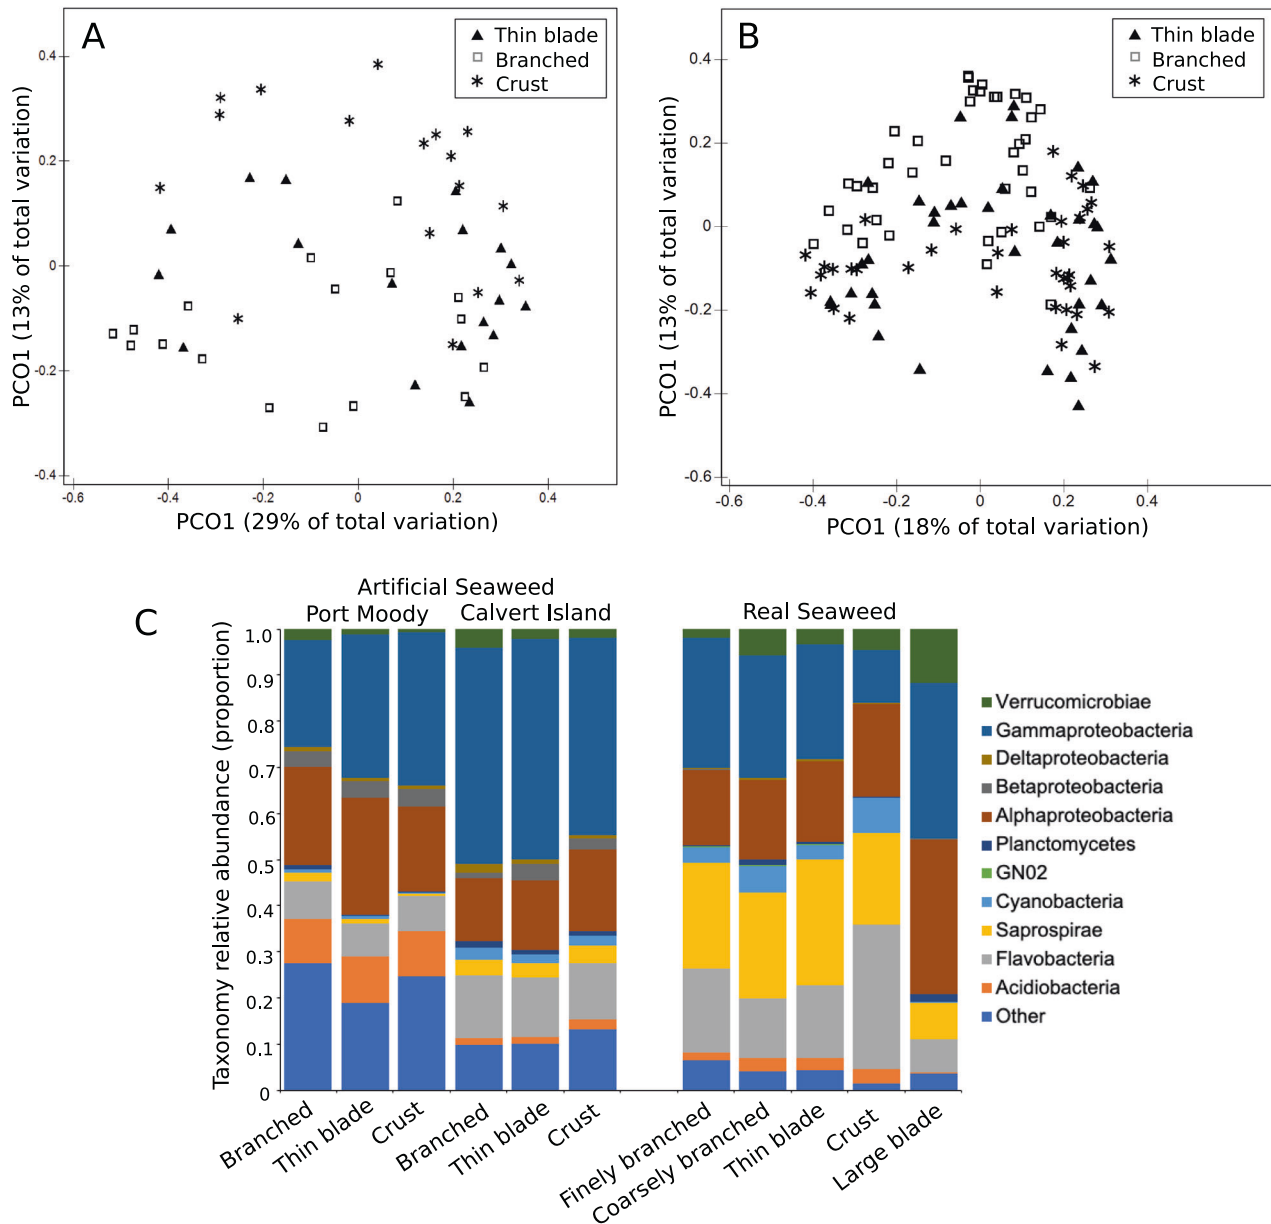 A
Thin blade
Branched
Crust
0.4
0.2
0
-0.2
-0.4
-0.6
-0.4
-0.2
0
0.2
0.4
PCO1 (13% of total variation)
PCO1 (29% of total variation)
B
Thin blade
Branched
Crust
0.4
0.2
0
-0.2
-0.4
-0.6
-0.6
-0.4
-0.2
0
0.2
0.4
PCO1 (13% of total variation)
PCO1 (18% of total variation)
C
Artificial Seaweed
Port Moody
Calvert Island
Real Seaweed
Taxonomy relative abundance (proportion)
1.0
0.9
0.8
0.7
0.6
0.5
0.4
0.3
0.2
0.1
0
Branched
Thin blade
Crust
Branched
Thin blade
Crust
Finely branched
Coarsely branched
Thin blade
Crust
Large blade
Verrucomicrobiae
Gammaproteobacteria
Deltaproteobacteria
Betaproteobacteria
Alphaproteobacteria
Planctomycetes
GN02
Cyanobacteria
Saprospirae
Flavobacteria
Acidiobacteria
Other